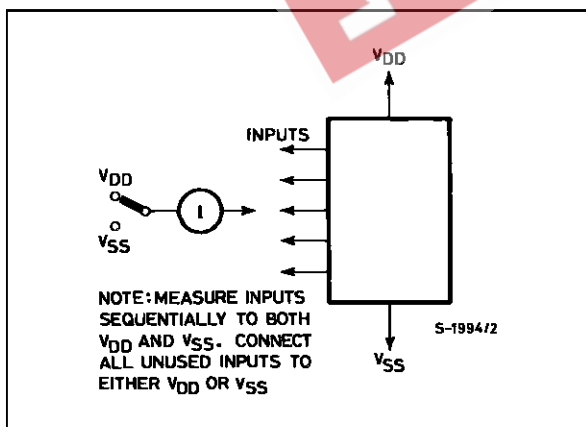 VDD
INPUTS
VDD
I
VSS
NOTE: MEASURE INPUTS
SEQUENTIALLY TO BOTH
VDD AND VSS. CONNECT
ALL UNUSED INPUTS TO
EITHER VDD OR VSS
S-1994/2
VSS